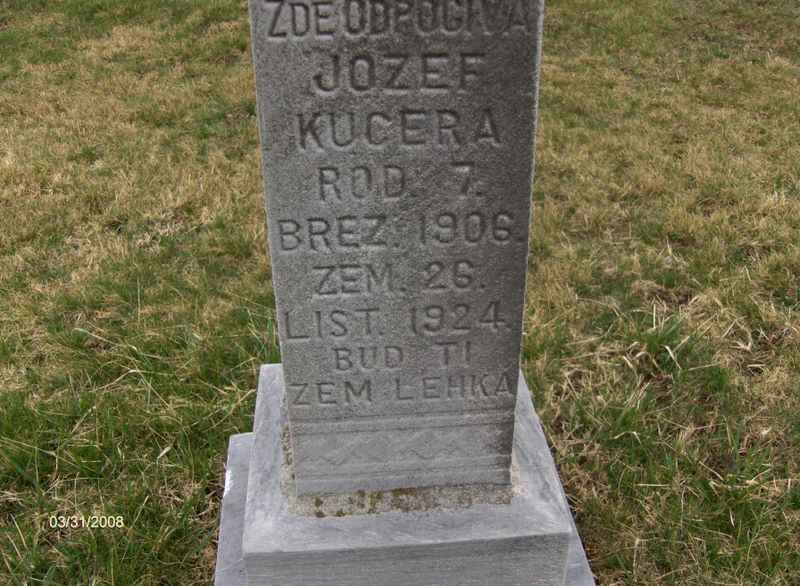 ZDE ODPOCIVA
JOZEF
KUCERA
ROD. 7.
BREZ. 1906.
ZEM. 26.
LIST. 1924.
BUD TI
ZEM LEHKA
03/31/2008